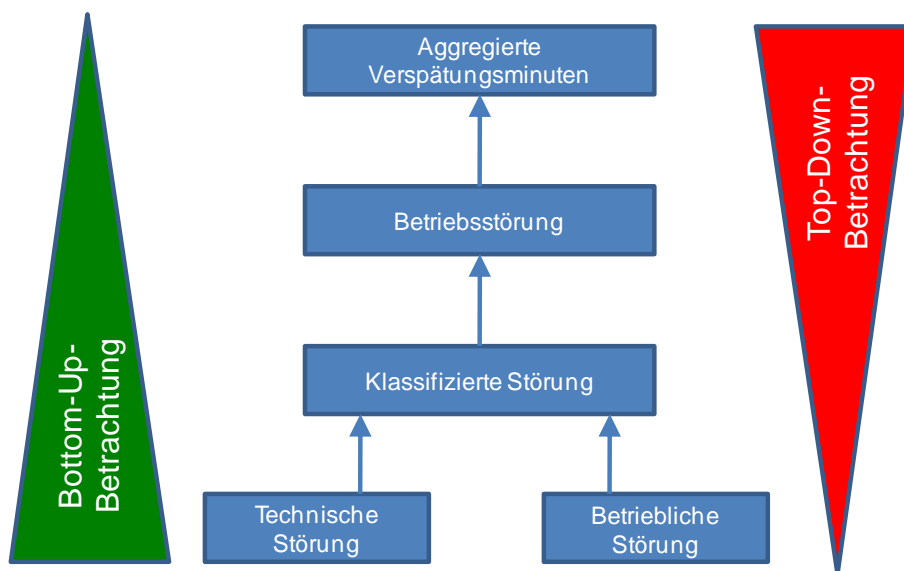 Aggregierte
Verspätungsminuten
Betriebsstörung
Klassifizierte Störung
Technische
Störung
Betriebliche
Störung
Bottom-Up-
Betrachtung
Top-Down-
Betrachtung